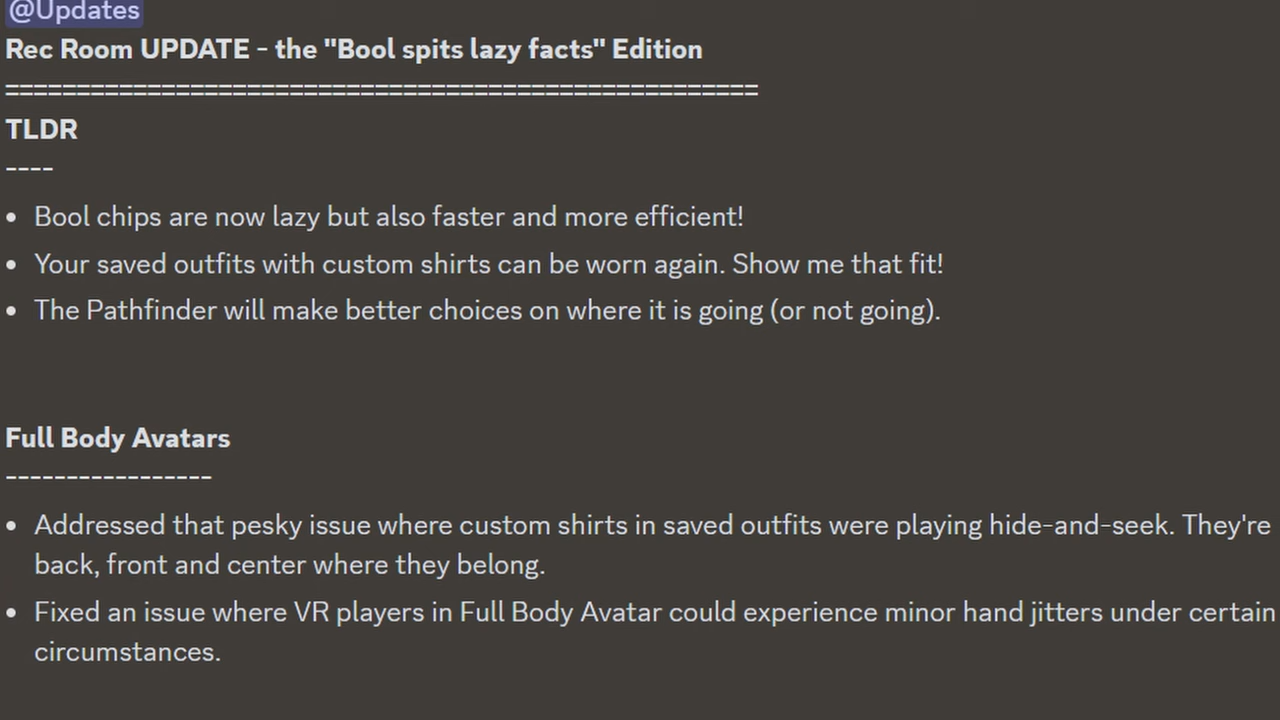 @Updates
Rec Room UPDATE - the "Bool spits lazy facts" Edition
=====================================================
TLDR
----
• Bool chips are now lazy but also faster and more efficient!
• Your saved outfits with custom shirts can be worn again. Show me that fit!
• The Pathfinder will make better choices on where it is going (or not going).
Full Body Avatars
-----------------
• Addressed that pesky issue where custom shirts in saved outfits were playing hide-and-seek. They're
back, front and center where they belong.
• Fixed an issue where VR players in Full Body Avatar could experience minor hand jitters under certain
circumstances.